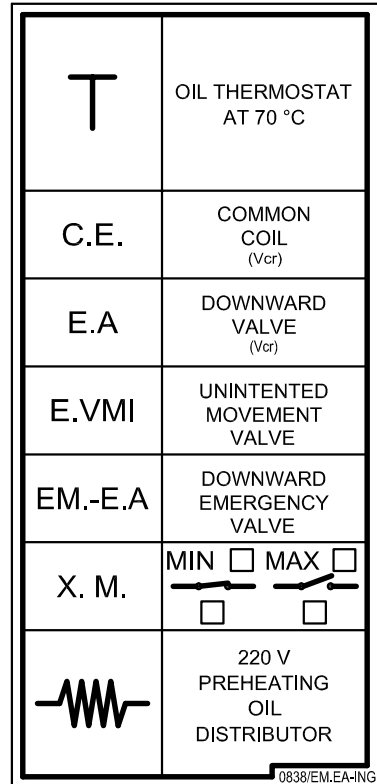 T
OIL THERMOSTAT
AT 70 °C
C.E.
COMMON
COIL
(Vcr)
E.A
DOWNWARD
VALVE
(Vcr)
E.VMI
UNINTENTED
MOVEMENT
VALVE
EM.-E.A
DOWNWARD
EMERGENCY
VALVE
X. M.
MIN MAX
220 V
PREHEATING
OIL
DISTRIBUTOR
0838/EM.EA-ING